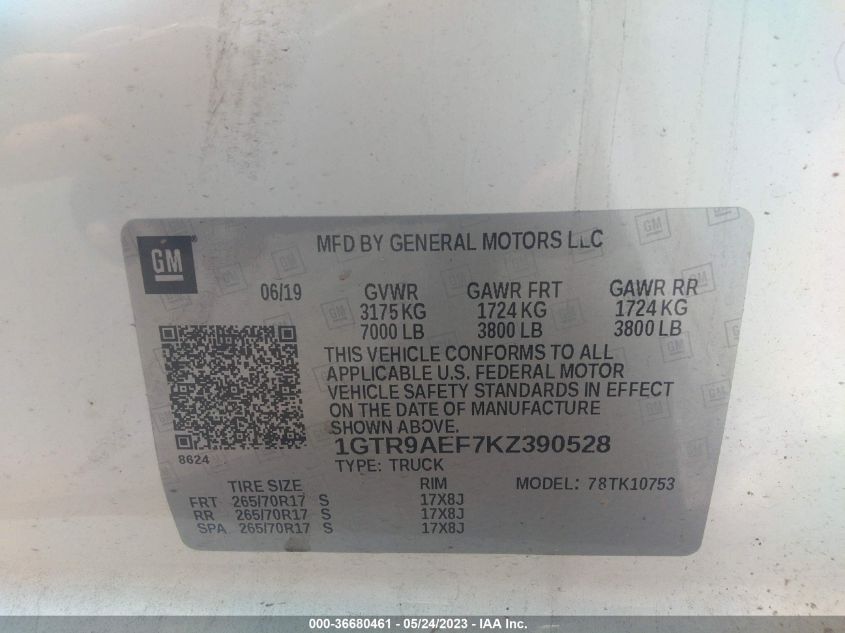 GM
MFD BY GENERAL MOTORS LLC
06/19 GVWR GAWR FRT GAWR RR
3175 KG 1724 KG 1724 KG
7000 LB 3800 LB 3800 LB
THIS VEHICLE CONFORMS TO ALL
APPLICABLE U.S. FEDERAL MOTOR
VEHICLE SAFETY STANDARDS IN EFFECT
ON THE DATE OF MANUFACTURE
SHOWN ABOVE.
8624 1GTR9AEF7KZ390528
TYPE: TRUCK
TIRE SIZE RIM MODEL: 78TK10753
FRT 265/70R17 S 17X8J
RR 265/70R17 S 17X8J
SPA 265/70R17 S 17X8J
000-36680461 - 05/24/2023 - © IAA, Inc.